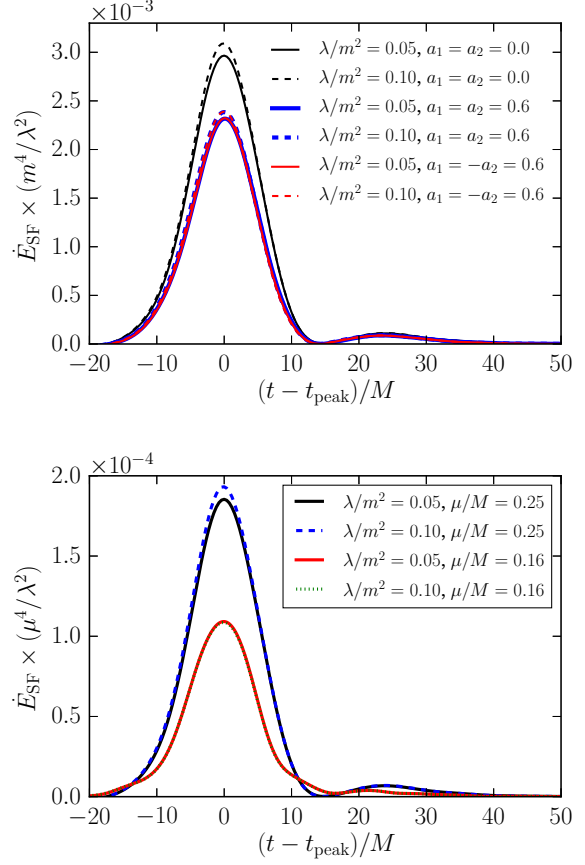 ×10⁻³
3.0
2.5
2.0
1.5
1.0
0.5
0.0
Ė_SF × (m⁴/λ²)
λ/m² = 0.05, a₁ = a₂ = 0.0
λ/m² = 0.10, a₁ = a₂ = 0.0
λ/m² = 0.05, a₁ = a₂ = 0.6
λ/m² = 0.10, a₁ = a₂ = 0.6
λ/m² = 0.05, a₁ = −a₂ = 0.6
λ/m² = 0.10, a₁ = −a₂ = 0.6
−20 −10 0 10 20 30 40 50
(t − t_peak)/M
×10⁻⁴
2.0
1.5
1.0
0.5
0.0
Ė_SF × (μ⁴/λ²)
λ/m² = 0.05, μ/M = 0.25
λ/m² = 0.10, μ/M = 0.25
λ/m² = 0.05, μ/M = 0.16
λ/m² = 0.10, μ/M = 0.16
−20 −10 0 10 20 30 40 50
(t − t_peak)/M